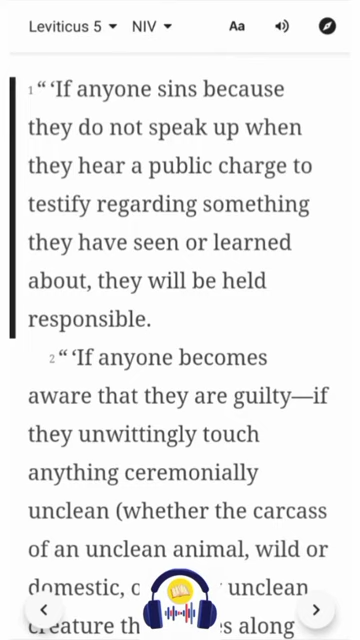 Leviticus 5 NIV Aa
1 “ ‘If anyone sins because
they do not speak up when
they hear a public charge to
testify regarding something
they have seen or learned
about, they will be held
responsible.
2 “ ‘If anyone becomes
aware that they are guilty—if
they unwittingly touch
anything ceremonially
unclean (whether the carcass
of an unclean animal, wild or
domestic, unclean
creature along